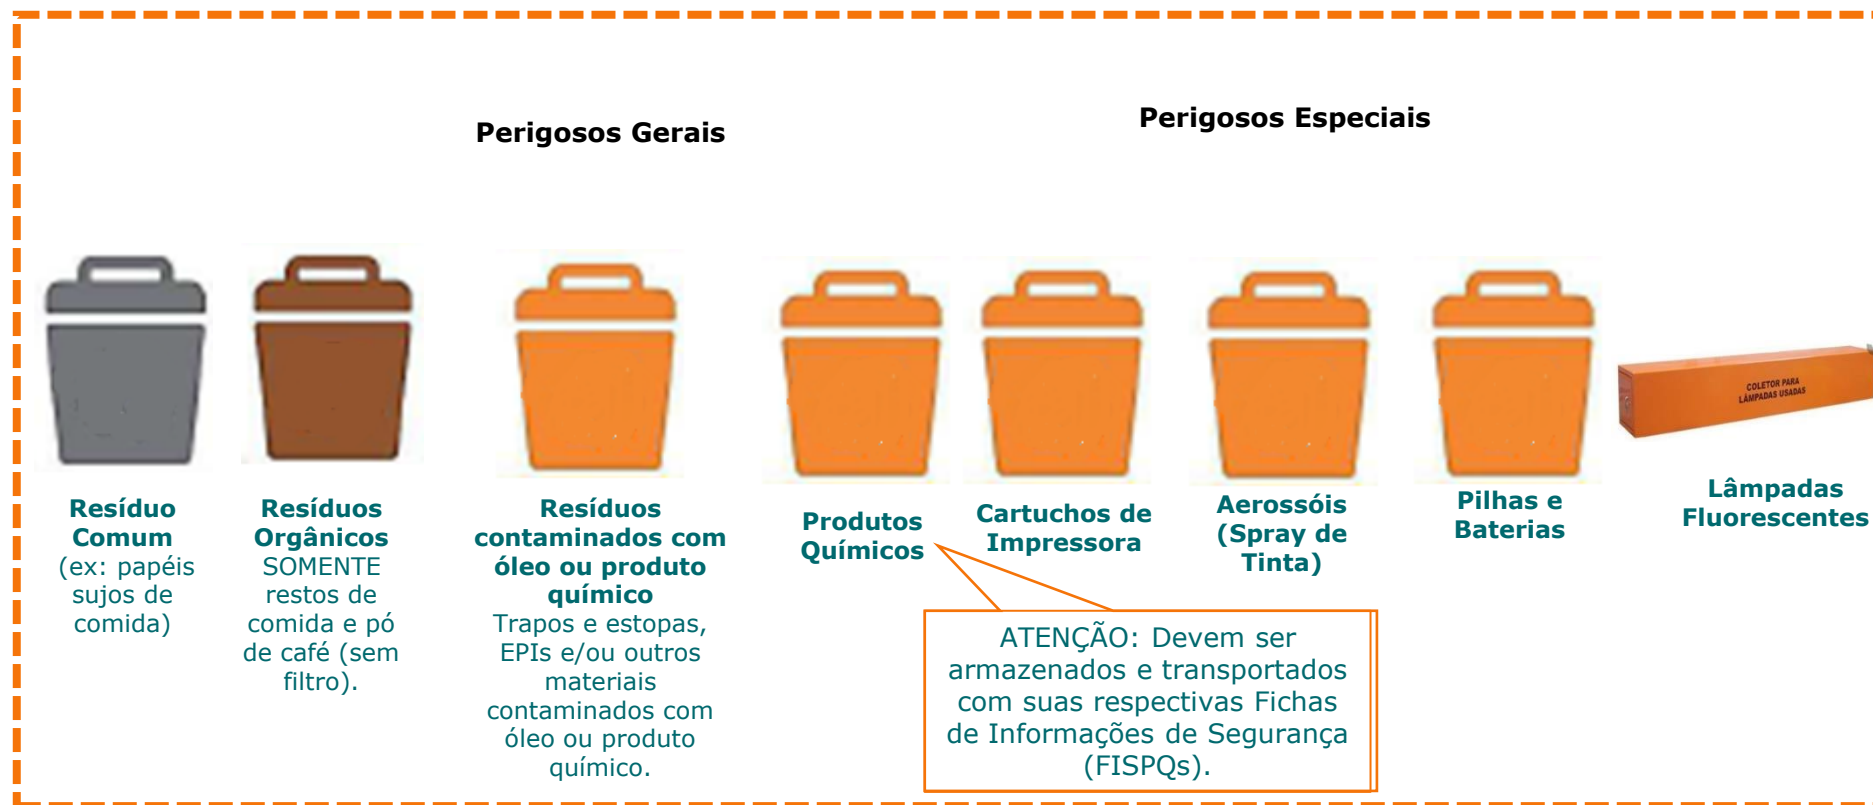 Perigosos Gerais
Perigosos Especiais
COLETOR PARA
LÂMPADAS USADAS
Resíduo
Comum
(ex: papéis
sujos de
comida)
Resíduos
Orgânicos
SOMENTE
restos de
comida e pó
de café (sem
filtro).
Resíduos
contaminados com
óleo ou produto
químico
Trapos e estopas,
EPIs e/ou outros
materiais
contaminados com
óleo ou produto
químico.
Produtos
Químicos
Cartuchos de
Impressora
Aerossóis
(Spray de
Tinta)
Pilhas e
Baterias
Lâmpadas
Fluorescentes
ATENÇÃO: Devem ser
armazenados e transportados
com suas respectivas Fichas
de Informações de Segurança
(FISPQs).